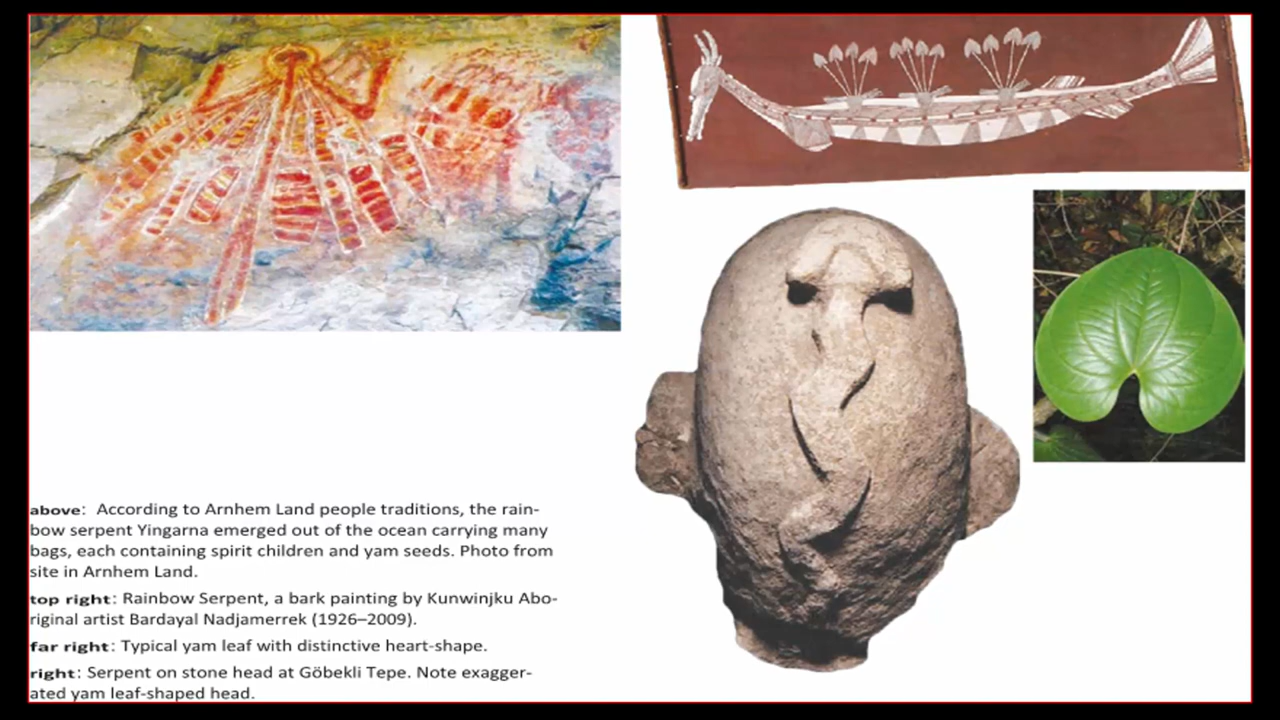 above: According to Arnhem Land people traditions, the rain-
bow serpent Yingarna emerged out of the ocean carrying many
bags, each containing spirit children and yam seeds. Photo from
site in Arnhem Land.
top right: Rainbow Serpent, a bark painting by Kunwinjku Abo-
riginal artist Bardayal Nadjamerrek (1926–2009).
far right: Typical yam leaf with distinctive heart-shape.
right: Serpent on stone head at Göbekli Tepe. Note exagger-
ated yam leaf-shaped head.